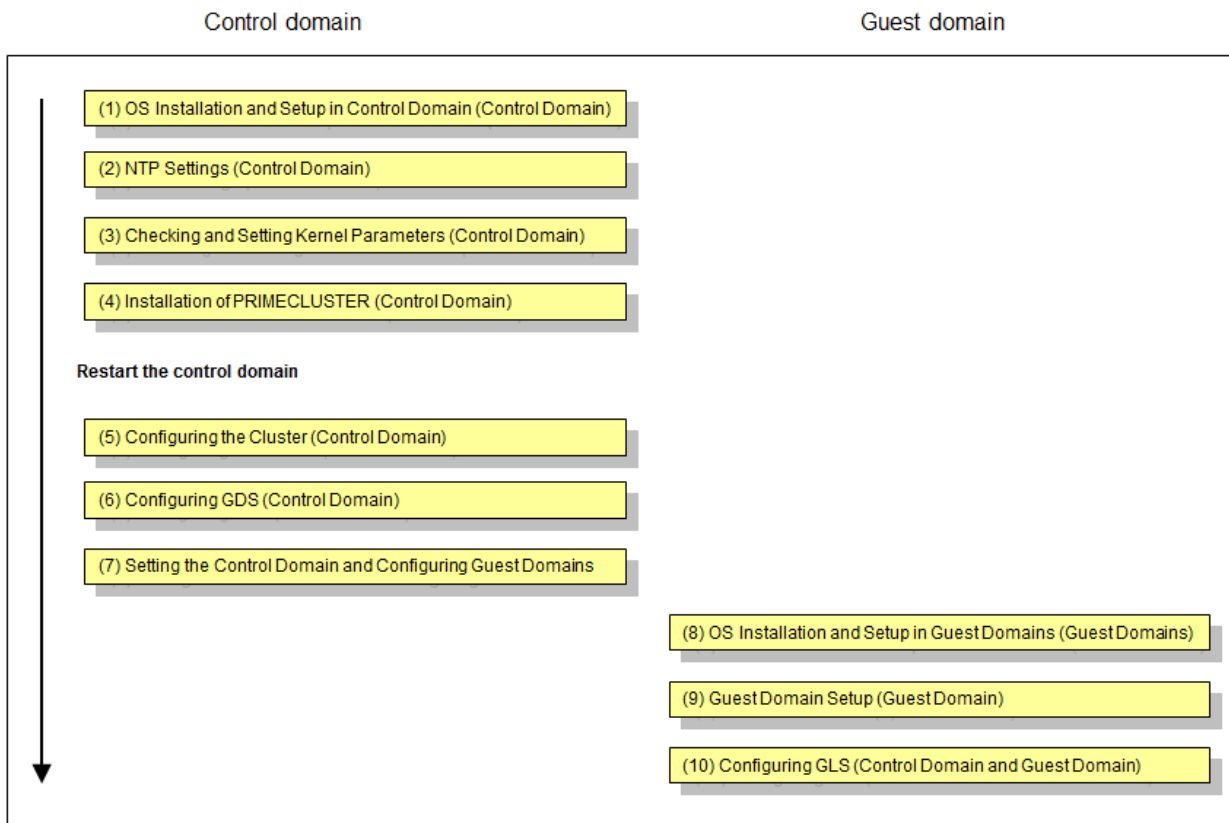 Control domain
Guest domain
(1) OS Installation and Setup in Control Domain (Control Domain)
(2) NTP Settings (Control Domain)
(3) Checking and Setting Kernel Parameters (Control Domain)
(4) Installation of PRIMECLUSTER (Control Domain)
Restart the control domain
(5) Configuring the Cluster (Control Domain)
(6) Configuring GDS (Control Domain)
(7) Setting the Control Domain and Configuring Guest Domains
(8) OS Installation and Setup in Guest Domains (Guest Domains)
(9) Guest Domain Setup (Guest Domain)
(10) Configuring GLS (Control Domain and Guest Domain)